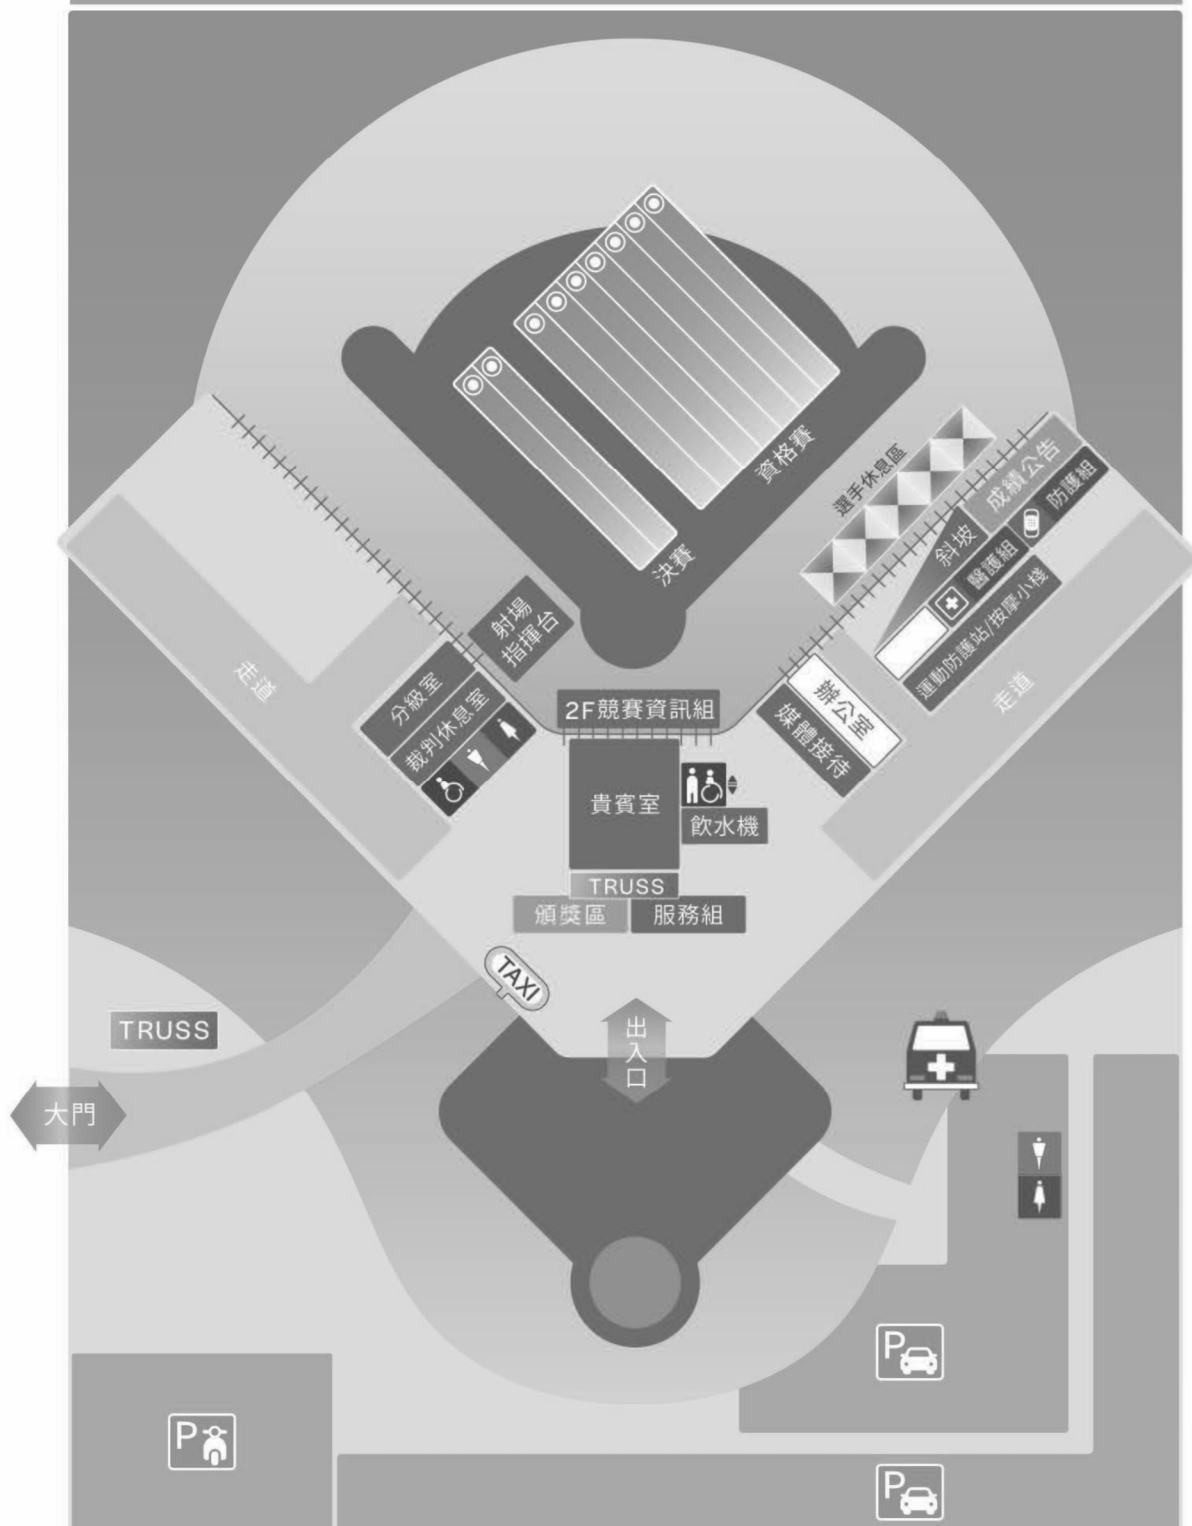 資格賽
決賽
選手休息區
成績公告
防護組
斜坡
醫護組
運動防護站/按摩小棧
走道
射場
指揮台
分級室
裁判休息室
走道
2F競賽資訊組
辦公室
媒體接待
貴賓室
飲水機
TRUSS
頒獎區
服務組
TAXI
出入口
TRUSS
大門
P
P
P